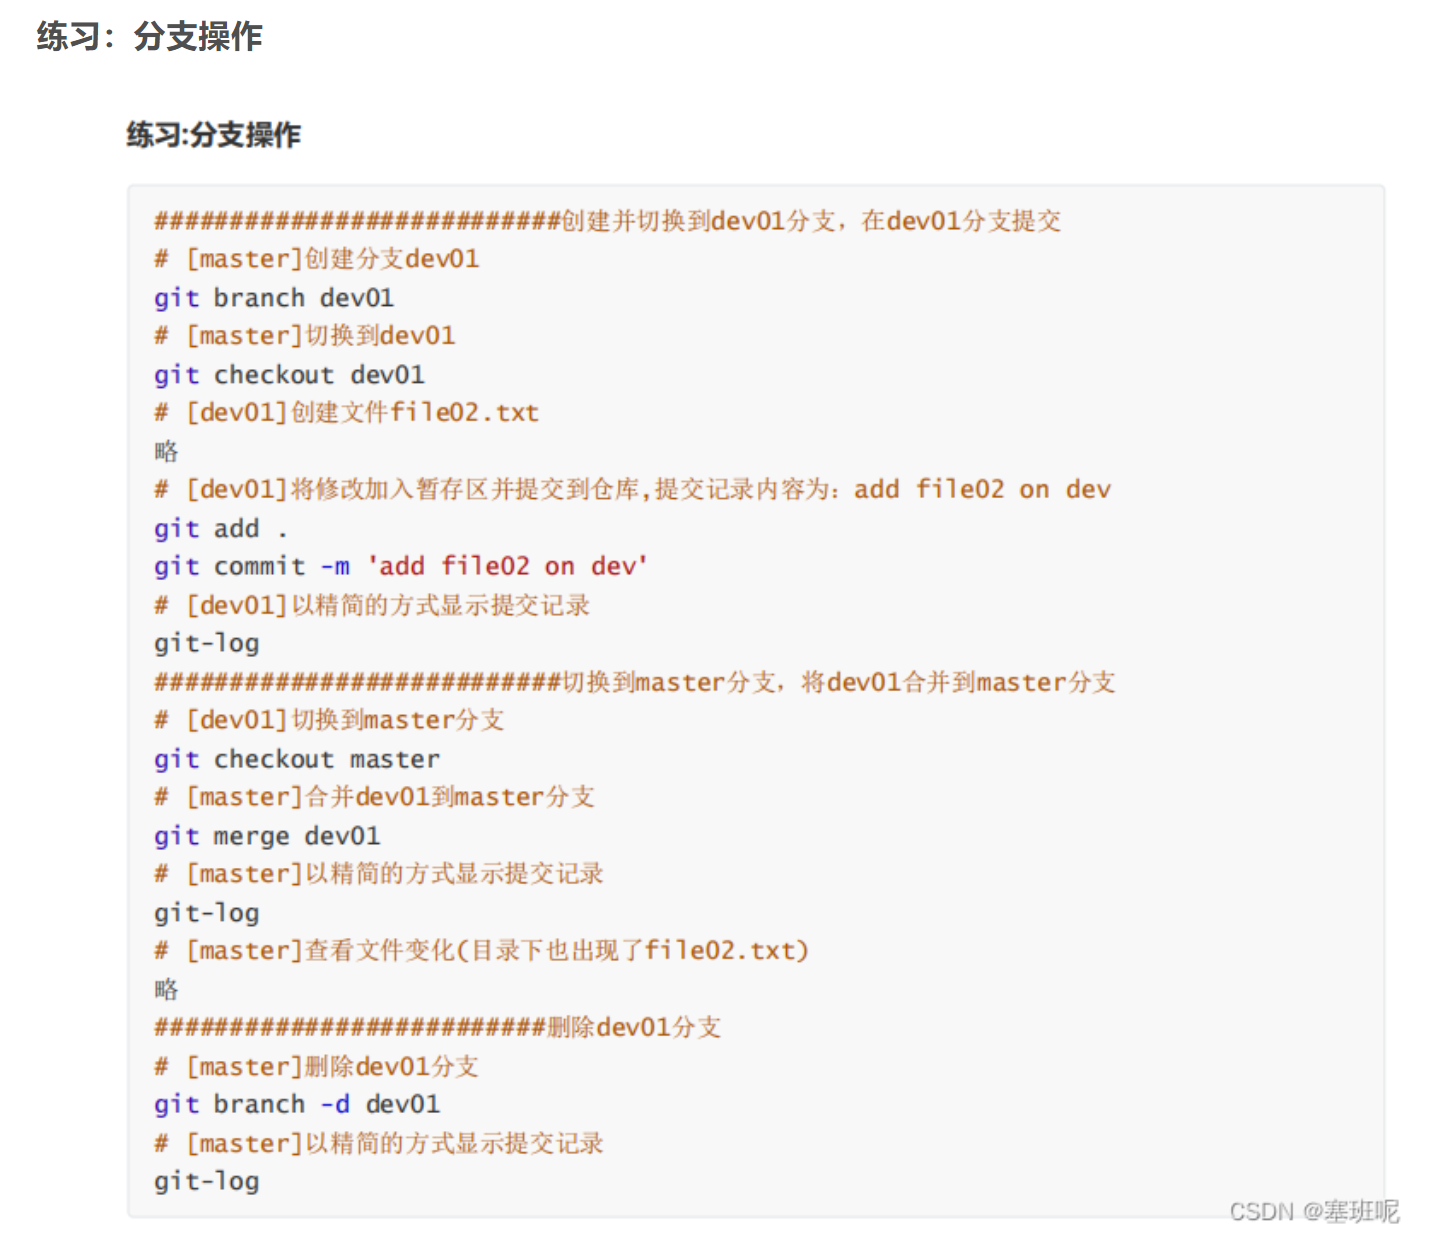 练习：分支操作
练习:分支操作
###########################创建并切换到dev01分支，在dev01分支提交
# [master]创建分支dev01
git branch dev01
# [master]切换到dev01
git checkout dev01
# [dev01]创建文件file02.txt
略
# [dev01]将修改加入暂存区并提交到仓库,提交记录内容为：add file02 on dev
git add .
git commit -m 'add file02 on dev'
# [dev01]以精简的方式显示提交记录
git-log
###########################切换到master分支，将dev01合并到master分支
# [dev01]切换到master分支
git checkout master
# [master]合并dev01到master分支
git merge dev01
# [master]以精简的方式显示提交记录
git-log
# [master]查看文件变化(目录下也出现了file02.txt)
略
##########################删除dev01分支
# [master]删除dev01分支
git branch -d dev01
# [master]以精简的方式显示提交记录
git-log
CSDN @塞班呢